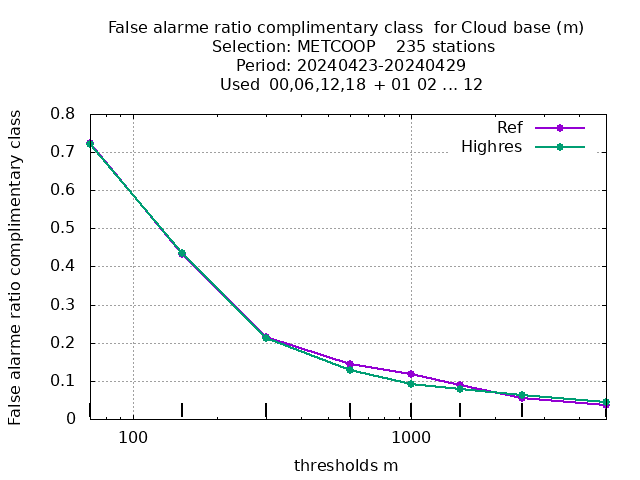 False alarme ratio complimentary class  for Cloud base (m)
Selection: METCOOP    235 stations
Period: 20240423-20240429
Used  00,06,12,18  + 01 02 ... 12
False alarme ratio complimentary class
0.8
0.7
0.6
0.5
0.4
0.3
0.2
0.1
0
Ref
Highres
100
1000
thresholds m